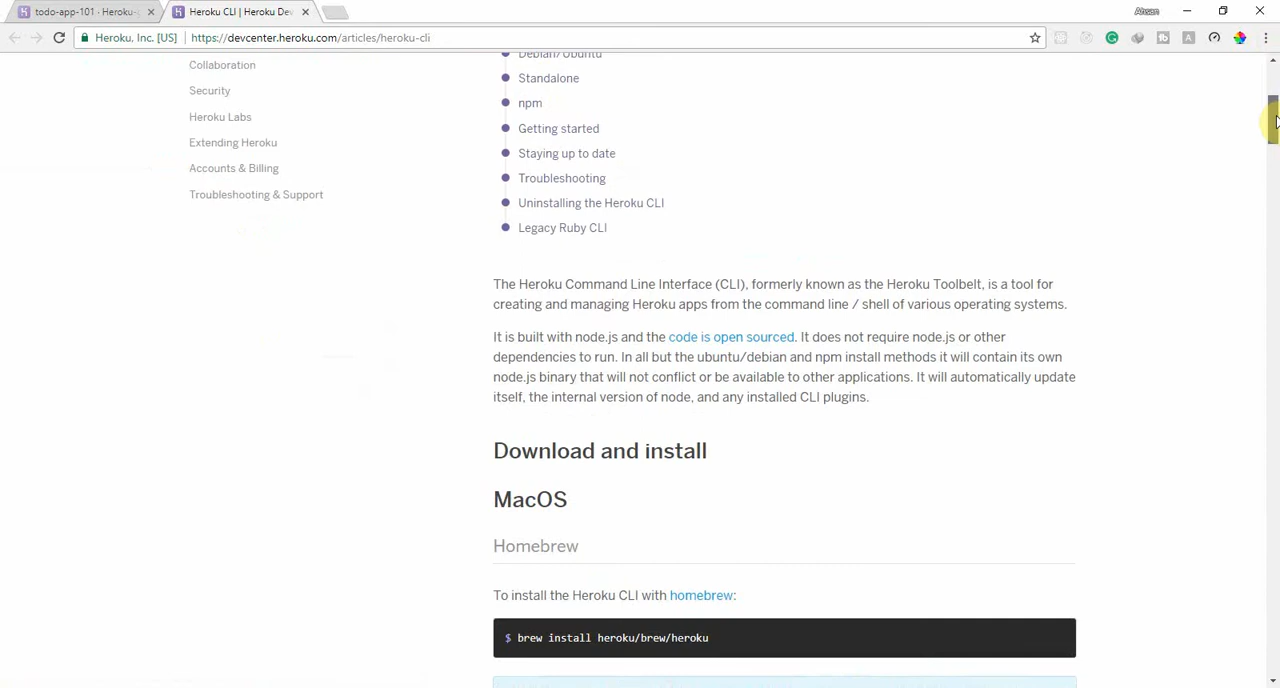 todo-app-101 · Heroku-
Heroku CLI | Heroku Dev
Ahsan
Heroku, Inc. [US]
https://devcenter.heroku.com/articles/heroku-cli
Debian/Ubuntu
Collaboration
Standalone
Security
npm
Heroku Labs
Getting started
Extending Heroku
Staying up to date
Accounts & Billing
Troubleshooting
Troubleshooting & Support
Uninstalling the Heroku CLI
Legacy Ruby CLI
The Heroku Command Line Interface (CLI), formerly known as the Heroku Toolbelt, is a tool for
creating and managing Heroku apps from the command line / shell of various operating systems.
It is built with node.js and the code is open sourced. It does not require node.js or other
dependencies to run. In all but the ubuntu/debian and npm install methods it will contain its own
node.js binary that will not conflict or be available to other applications. It will automatically update
itself, the internal version of node, and any installed CLI plugins.
Download and install
MacOS
Homebrew
To install the Heroku CLI with homebrew:
$ brew install heroku/brew/heroku